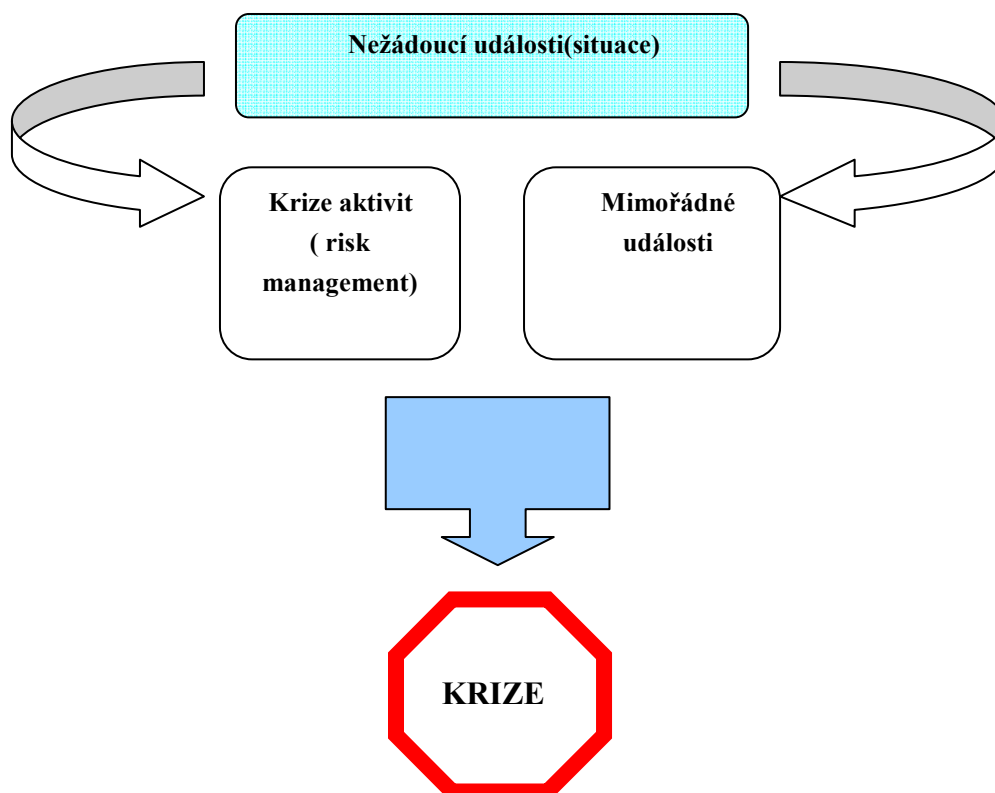 Nežádoucí události(situace)
Krize aktivit
( risk
management)
Mimořádné
události
KRIZE